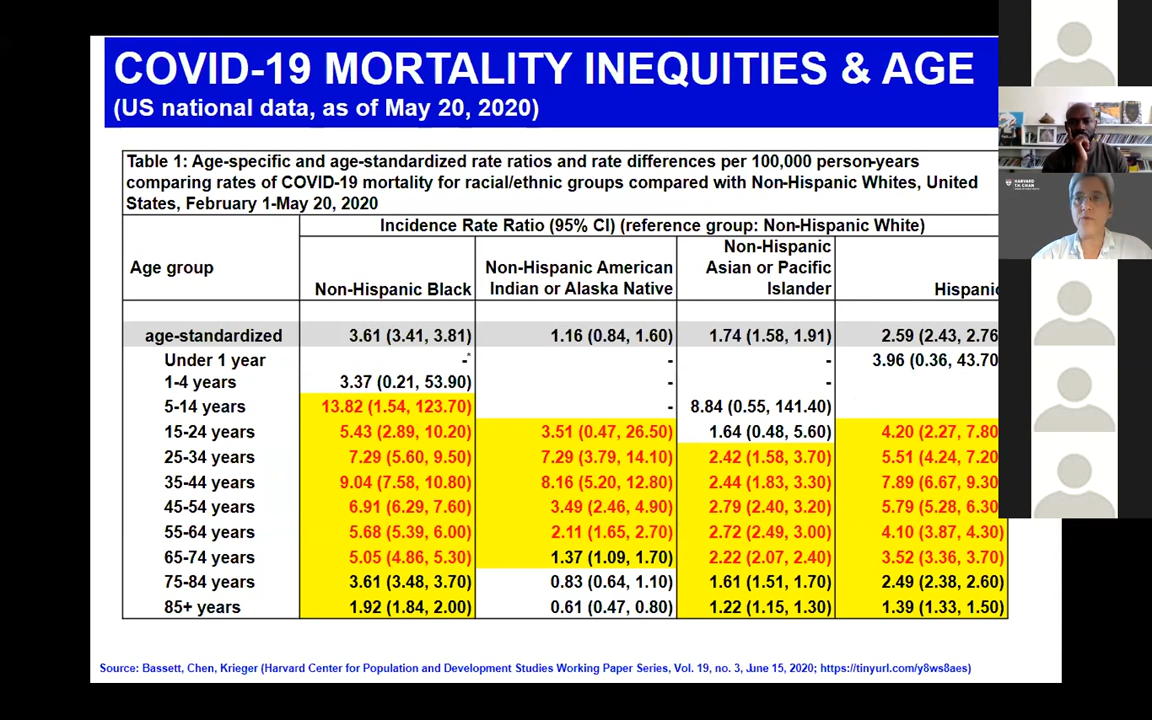 COVID-19 MORTALITY INEQUITIES & AGE
(US national data, as of May 20, 2020)
Table 1: Age-specific and age-standardized rate ratios and rate differences per 100,000 person-years
comparing rates of COVID-19 mortality for racial/ethnic groups compared with Non-Hispanic Whites, United
States, February 1-May 20, 2020
Incidence Rate Ratio (95% CI) (reference group: Non-Hispanic White)
Age group
Non-Hispanic Black
Non-Hispanic American
Indian or Alaska Native
Non-Hispanic
Asian or Pacific
Islander
Hispanic
age-standardized 3.61 (3.41, 3.81) 1.16 (0.84, 1.60) 1.74 (1.58, 1.91) 2.59 (2.43, 2.76
Under 1 year -* - - 3.96 (0.36, 43.70
1-4 years 3.37 (0.21, 53.90) - -
5-14 years 13.82 (1.54, 123.70) - 8.84 (0.55, 141.40)
15-24 years 5.43 (2.89, 10.20) 3.51 (0.47, 26.50) 1.64 (0.48, 5.60) 4.20 (2.27, 7.80
25-34 years 7.29 (5.60, 9.50) 7.29 (3.79, 14.10) 2.42 (1.58, 3.70) 5.51 (4.24, 7.20
35-44 years 9.04 (7.58, 10.80) 8.16 (5.20, 12.80) 2.44 (1.83, 3.30) 7.89 (6.67, 9.30
45-54 years 6.91 (6.29, 7.60) 3.49 (2.46, 4.90) 2.79 (2.40, 3.20) 5.79 (5.28, 6.30
55-64 years 5.68 (5.39, 6.00) 2.11 (1.65, 2.70) 2.72 (2.49, 3.00) 4.10 (3.87, 4.30)
65-74 years 5.05 (4.86, 5.30) 1.37 (1.09, 1.70) 2.22 (2.07, 2.40) 3.52 (3.36, 3.70)
75-84 years 3.61 (3.48, 3.70) 0.83 (0.64, 1.10) 1.61 (1.51, 1.70) 2.49 (2.38, 2.60)
85+ years 1.92 (1.84, 2.00) 0.61 (0.47, 0.80) 1.22 (1.15, 1.30) 1.39 (1.33, 1.50)
Source: Bassett, Chen, Krieger (Harvard Center for Population and Development Studies Working Paper Series, Vol. 19, no. 3, June 15, 2020; https://tinyurl.com/y8ws8aes)
HARVARD
T.H. CHAN